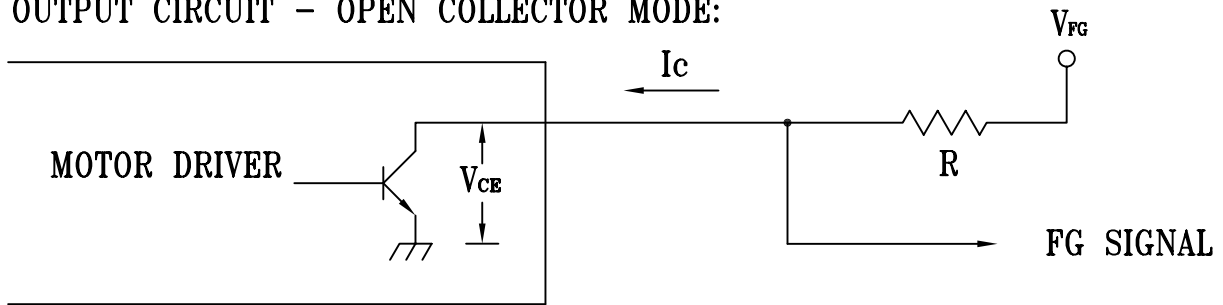 OUTPUT CIRCUIT - OPEN COLLECTOR MODE:
VFG
Ic
MOTOR DRIVER
VCE
R
FG SIGNAL